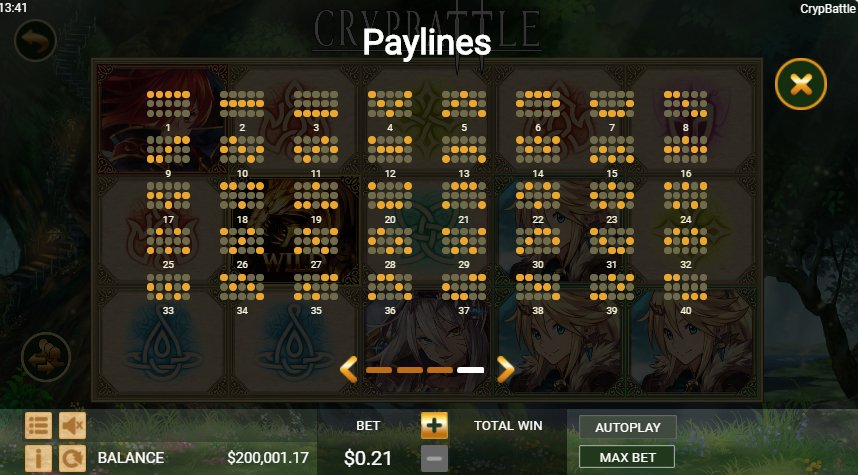 13:41
CrypBattle
CRYPBATTLE
Paylines
1 2 3 4 5 6 7 8
9 10 11 12 13 14 15 16
17 18 19 20 21 22 23 24
25 26 27 28 29 30 31 32
WILD
33 34 35 36 37 38 39 40
BET
TOTAL WIN
AUTOPLAY
BALANCE
$200,001.17
$0.21
MAX BET